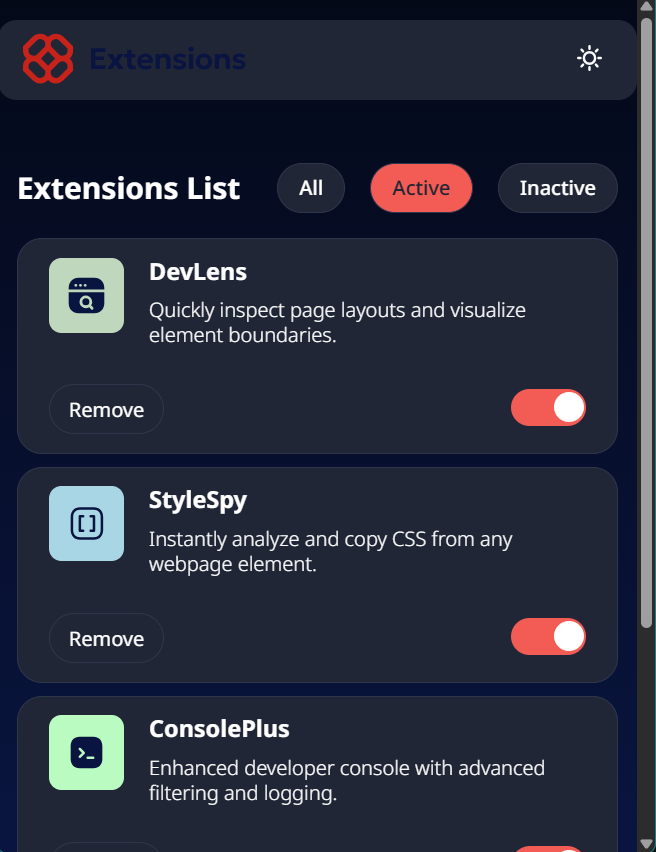 Extensions
Extensions List
All
Active
Inactive
DevLens
Quickly inspect page layouts and visualize
element boundaries.
Remove
StyleSpy
Instantly analyze and copy CSS from any
webpage element.
Remove
ConsolePlus
Enhanced developer console with advanced
filtering and logging.